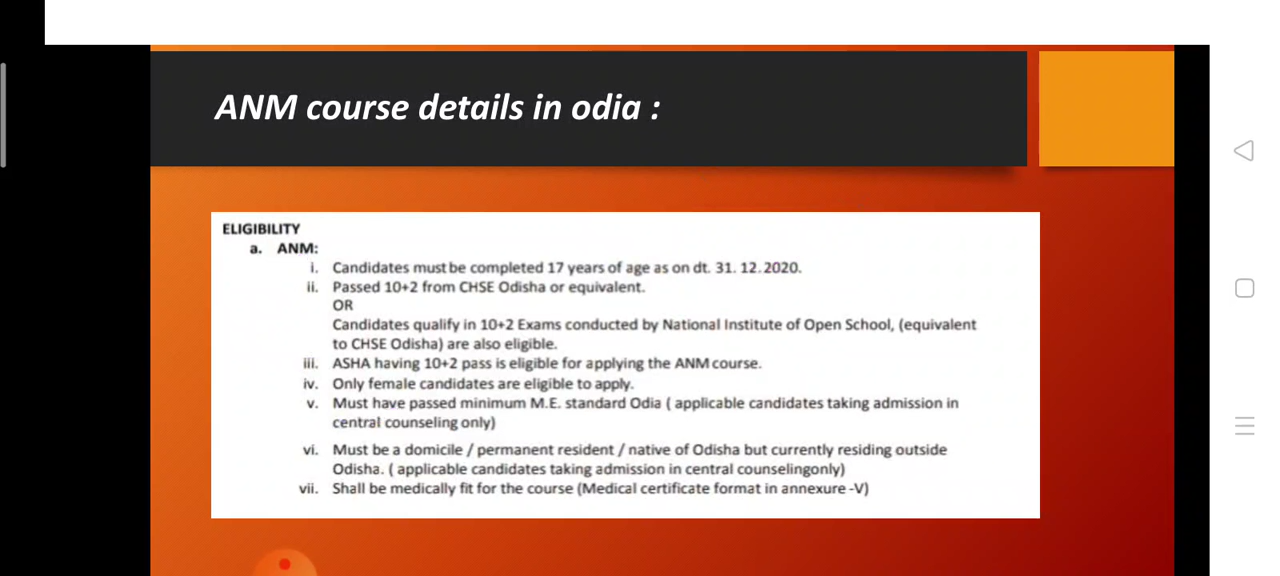 ANM course details in odia :
ELIGIBILITY
a. ANM:
i. Candidates must be completed 17 years of age as on dt. 31. 12. 2020.
ii. Passed 10+2 from CHSE Odisha or equivalent.
OR
Candidates qualify in 10+2 Exams conducted by National Institute of Open School, (equivalent
to CHSE Odisha) are also eligible.
iii. ASHA having 10+2 pass is eligible for applying the ANM course.
iv. Only female candidates are eligible to apply.
v. Must have passed minimum M.E. standard Odia ( applicable candidates taking admission in
central counseling only)
vi. Must be a domicile / permanent resident / native of Odisha but currently residing outside
Odisha. ( applicable candidates taking admission in central counselingonly)
vii. Shall be medically fit for the course (Medical certificate format in annexure -V)